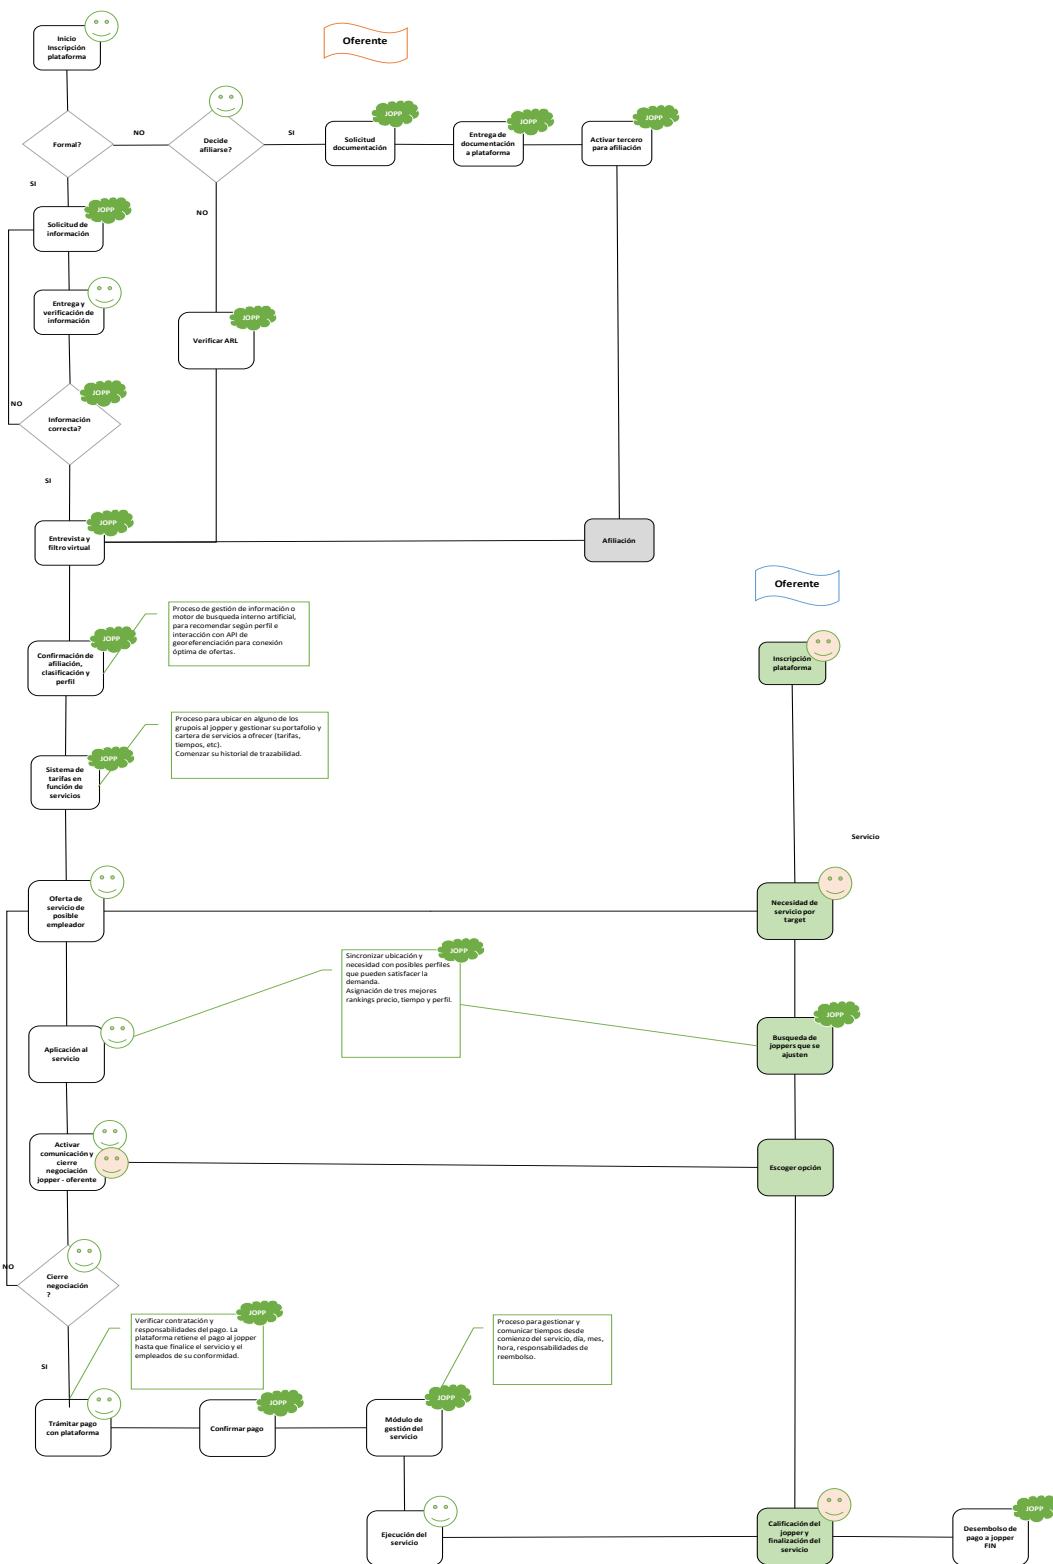 Inicio
Inscripción
plataforma
Oferente
JOPP
JOPP
JOPP
Formal?
NO
Decide
afiliarse?
SI
Solicitud
documentación
Entrega de
documentación
a plataforma
Activar tercero
para afiliación
SI
JOPP
Solicitud de
información
NO
Entrega y
verificación de
información
JOPP
Verificar ARL
JOPP
NO
Información
correcta?
SI
JOPP
Entrevista y
filtro virtual
Afiliación
Oferente
Proceso de gestión de información o
motor de busqueda interno artificial,
para recomendar según perfil e
interacción con API de
georeferenciación para conexión
óptima de ofertas.
JOPP
Confirmación de
afiliación,
clasificación y
perfil
Inscripción
plataforma
Proceso para ubicar en alguno de los
grupois al jopper y gestionar su portafolio y
cartera de servicios a ofrecer (tarifas,
tiempos, etc).
Comenzar su historial de trazabilidad.
JOPP
Sistema de
tarifas en
función de
servicios
Servicio
Oferta de
servicio de
posible
empleador
Necesidad de
servicio por
target
JOPP
Sincronizar ubicación y
necesidad con posibles perfiles
que pueden satisfacer la
demanda.
Asignación de tres mejores
rankings precio, tiempo y perfil.
JOPP
Aplicación al
servicio
Busqueda de
joppers que se
ajusten
Activar
comunicación y
cierre
negociación
jopper - oferente
Escoger opción
NO
Cierre
negociación
?
JOPP
Verificar contratación y
responsabilidades del pago. La
plataforma retiene el pago al jopper
hasta que finalice el servicio y el
empleados de su conformidad.
Proceso para gestionar y
comunicar tiempos desde
comienzo del servicio, día, mes,
hora, responsabilidades de
reembolso.
SI
JOPP
JOPP
Trámitar pago
con plataforma
Confirmar pago
Módulo de
gestión del
servicio
JOPP
Ejecución del
servicio
Calificación del
jopper y
finalización del
servicio
Desembolso de
pago a jopper
FIN